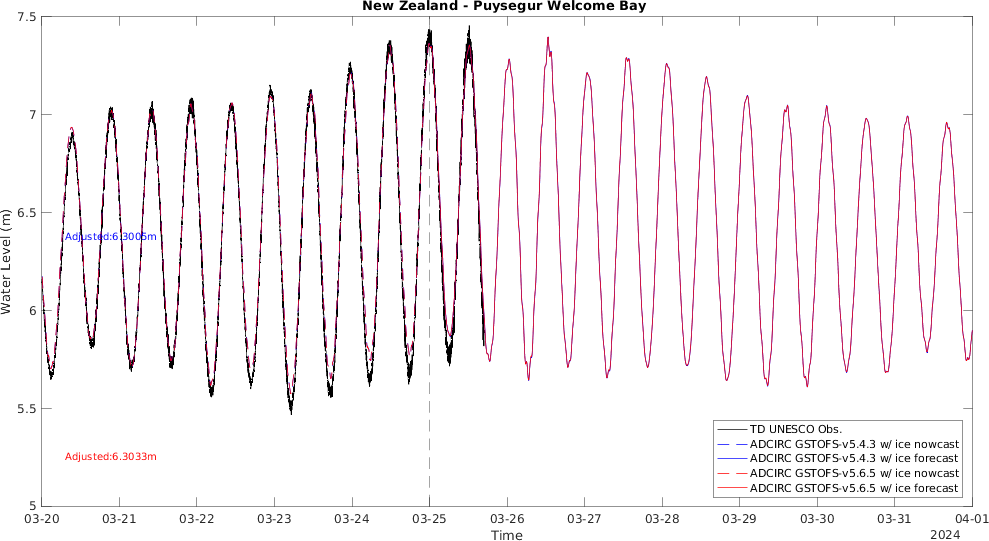 New Zealand - Puysegur Welcome Bay
7.5
7
6.5
6
5.5
5
Water Level (m)
Adjusted:6.3005m
Adjusted:6.3033m
TD UNESCO Obs.
ADCIRC GSTOFS-v5.4.3 w/ ice nowcast
ADCIRC GSTOFS-v5.4.3 w/ ice forecast
ADCIRC GSTOFS-v5.6.5 w/ ice nowcast
ADCIRC GSTOFS-v5.6.5 w/ ice forecast
03-20 03-21 03-22 03-23 03-24 03-25 03-26 03-27 03-28 03-29 03-30 03-31 04-01
Time
2024